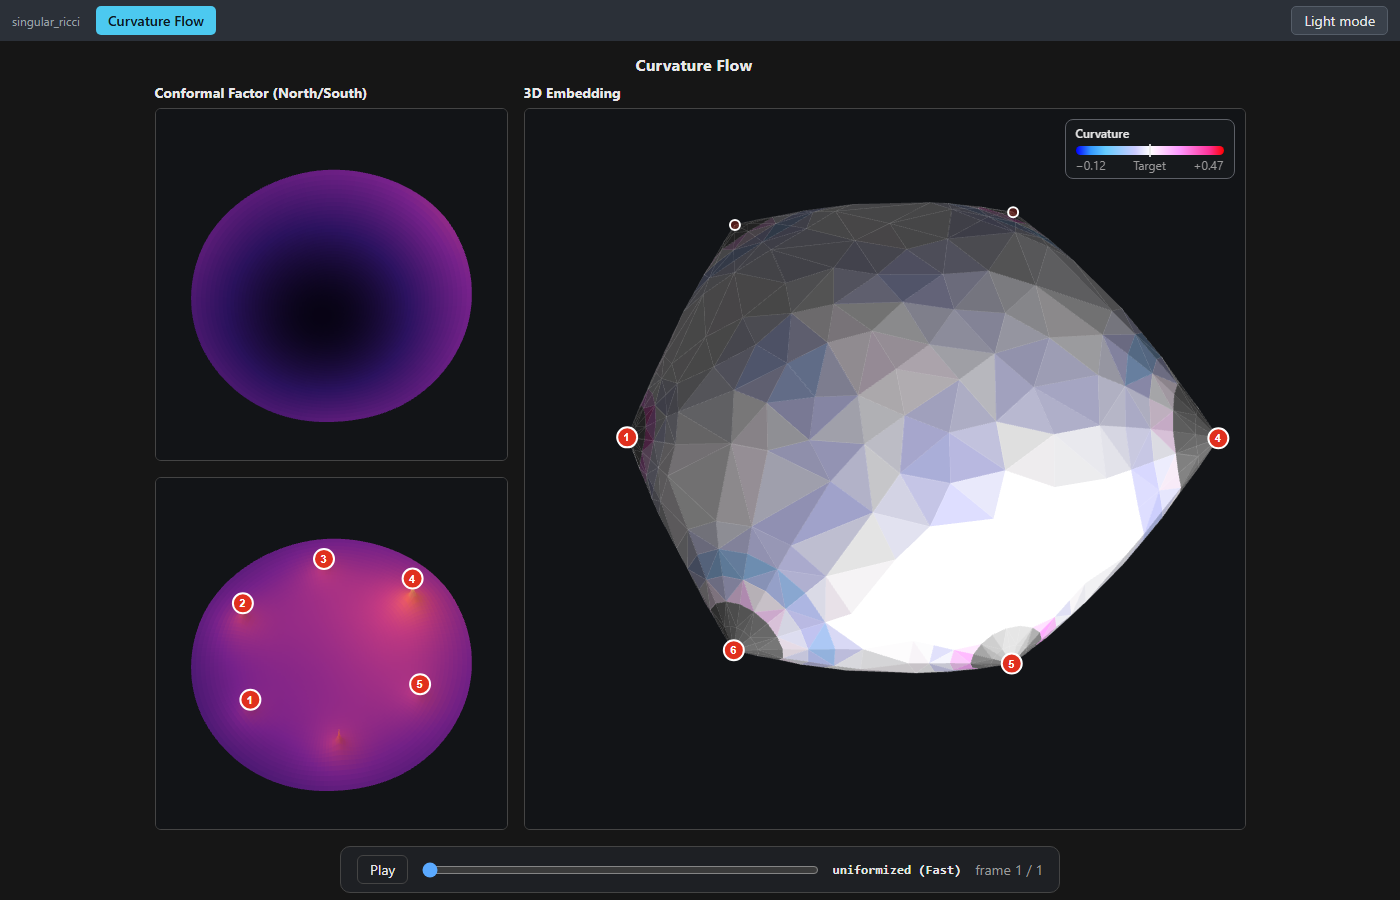 singular_ricci
Curvature Flow
Light mode
Curvature Flow
Conformal Factor (North/South)
3D Embedding
Curvature
−0.12 Target +0.47
1
4
6
5
3
4
2
5
1
Play
uniformized (Fast)
frame 1 / 1